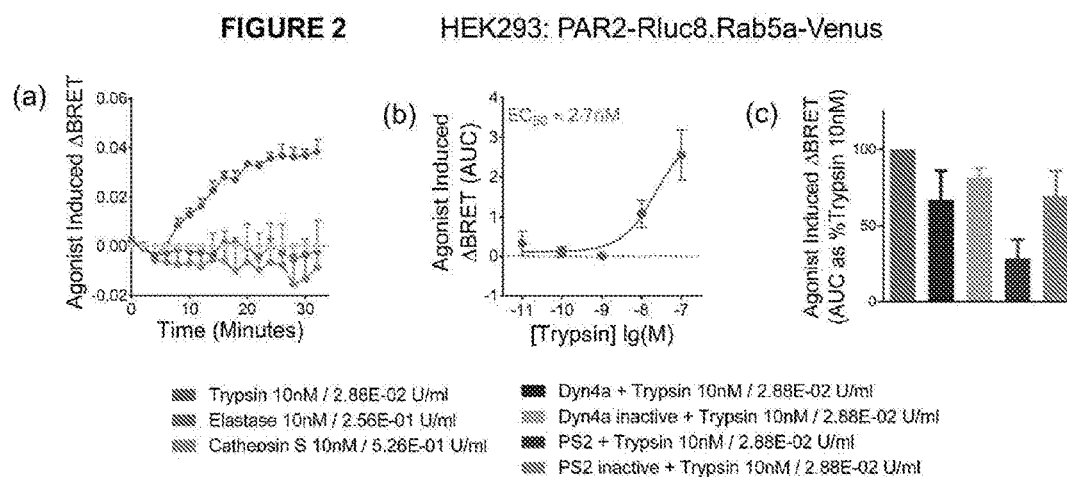 FIGURE 2
HEK293: PAR2-Rluc8.Rab5a-Venus
(a)
Agonist Induced ΔBRET
0.06
0.04
0.02
0.00
-0.02
0
10
20
30
Time (Minutes)
(b)
Agonist Induced
ΔBRET (AUC)
4
3
2
1
0
-1
-11
-10
-9
-8
-7
[Trypsin] lg(M)
(c)
Agonist Induced ΔBRET
(AUC as %Trypsin 10nM)
100
50
0
Trypsin 10nM / 2.88E-02 U/ml
Elastase 10nM / 2.56E-01 U/ml
Cathepsin S 10nM / 5.26E-01 U/ml
Dyn4a + Trypsin 10nM / 2.88E-02 U/ml
Dyn4a inactive + Trypsin 10nM / 2.88E-02 U/ml
PS2 + Trypsin 10nM / 2.88E-02 U/ml
PS2 inactive + Trypsin 10nM / 2.88E-02 U/ml